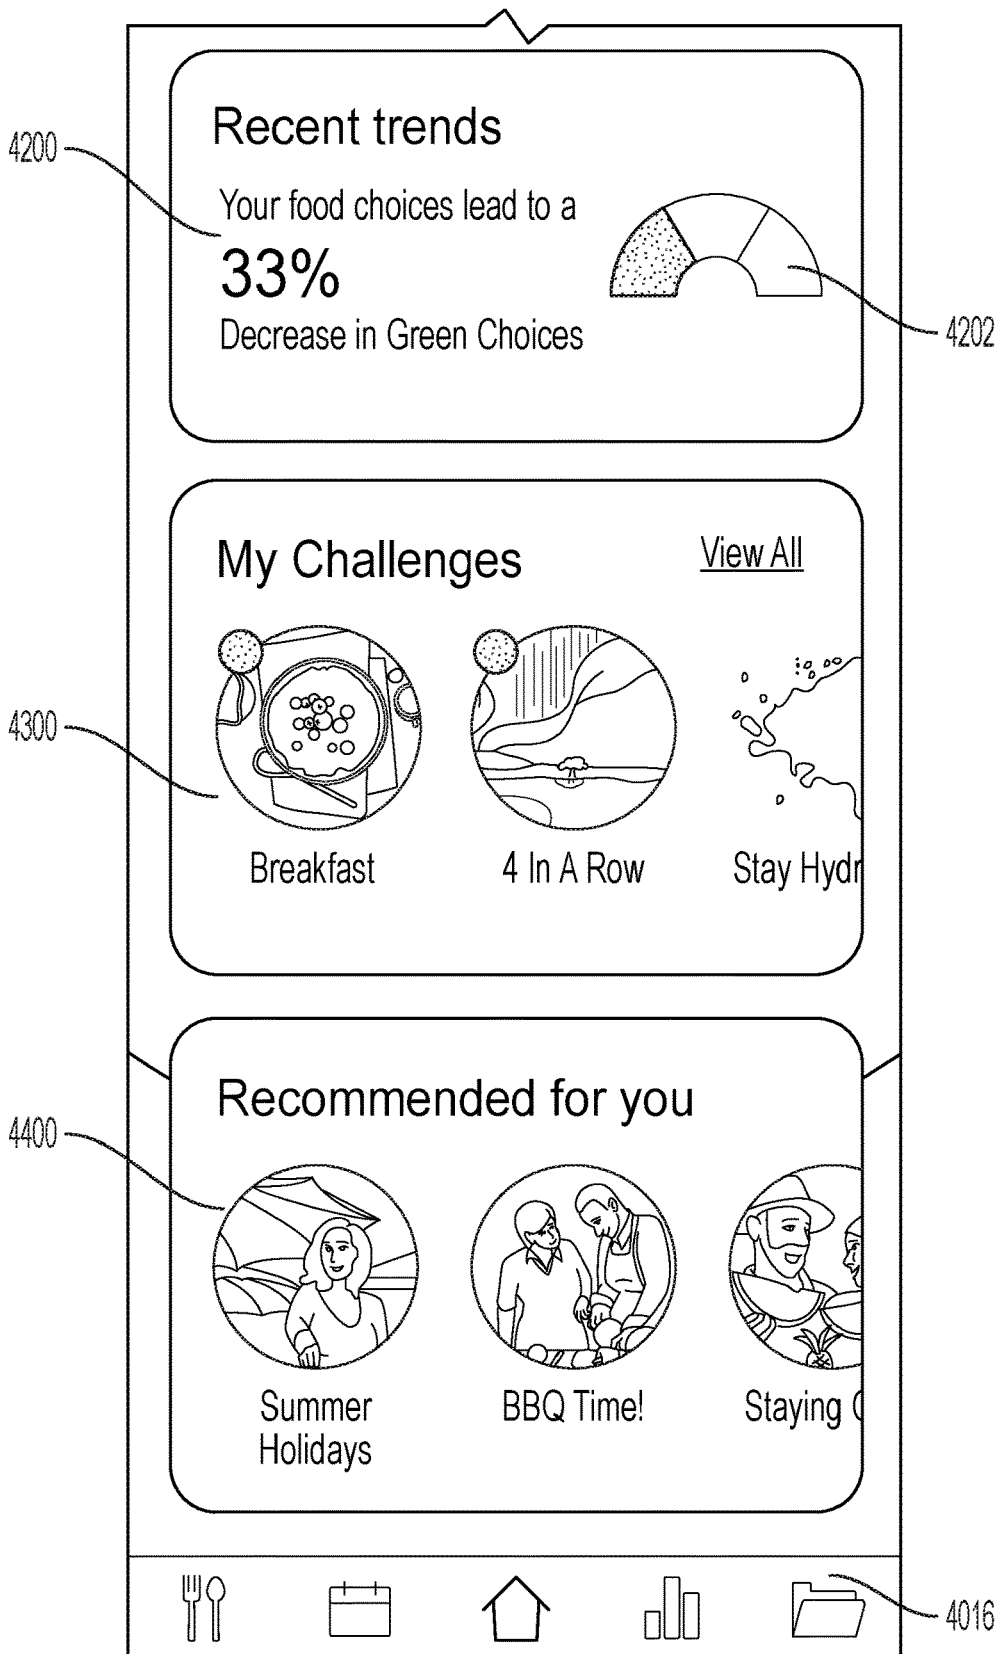 Recent trends
4200
Your food choices lead to a
33%
Decrease in Green Choices
4202
My Challenges
View All
4300
Breakfast
4 In A Row
Stay Hydr
Recommended for you
4400
Summer
Holidays
BBQ Time!
Staying
4016